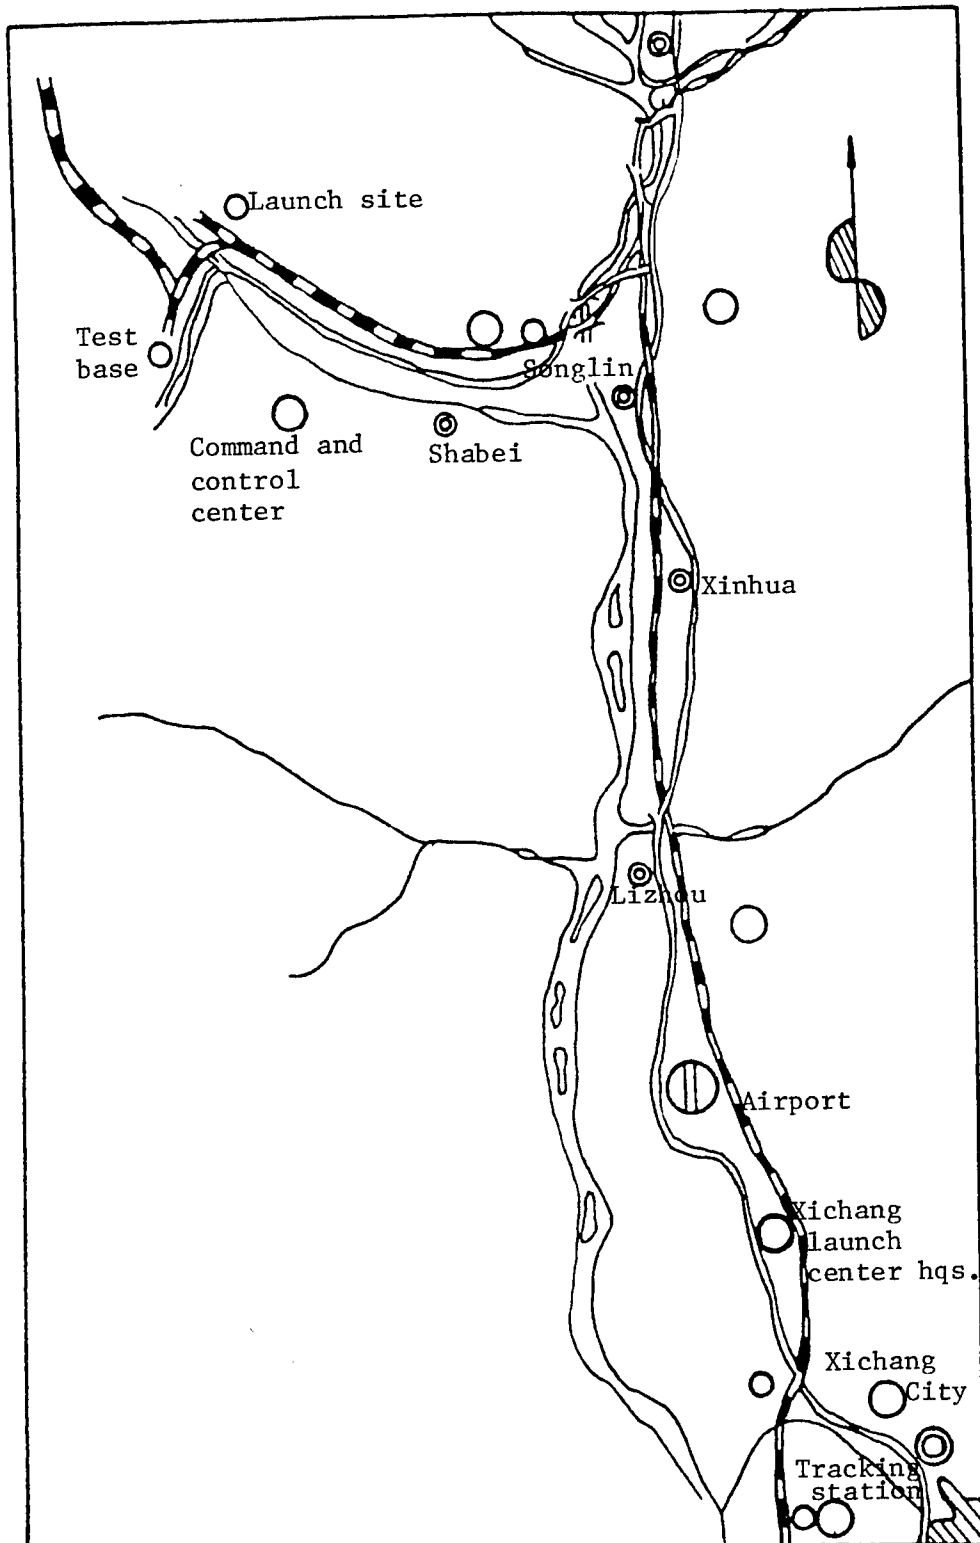 Launch site
Test
base
Songlin
Command and
control
center
Shabei
Xinhua
Lizhou
Airport
Xichang
launch
center hqs.
Xichang
City
Tracking
station